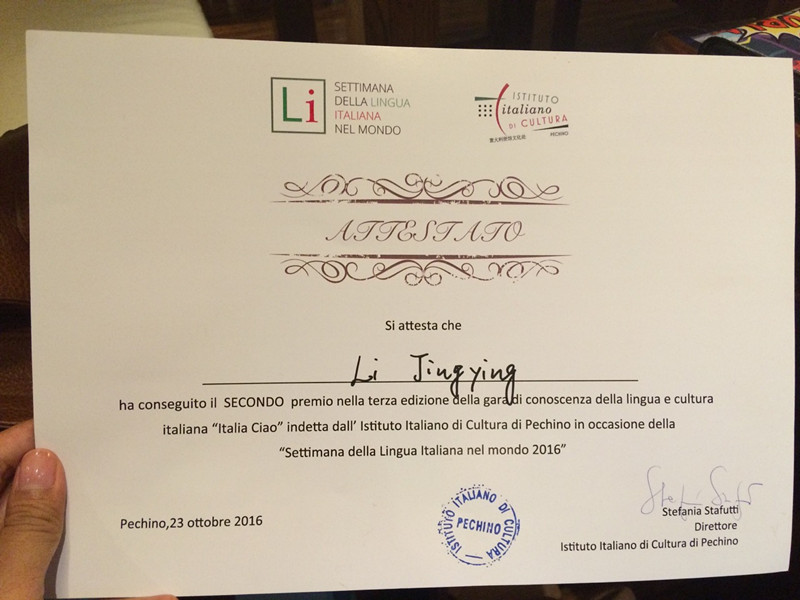 Li
SETTIMANA
DELLA LINGUA
ITALIANA
NEL MONDO
ISTITUTO
italiano
DI CULTURA
PECHINO
ATTESTATO
Si attesta che
Li Jingying
ha conseguito il SECONDO premio nella terza edizione della gara di conoscenza della lingua e cultura
italiana “Italia Ciao” indetta dall’ Istituto Italiano di Cultura di Pechino in occasione della
“Settimana della Lingua Italiana nel mondo 2016”
Pechino,23 ottobre 2016
ISTITUTO ITALIANO DI CULTURA
PECHINO
Stefania Stafutti
Direttore
Istituto Italiano di Cultura di Pechino